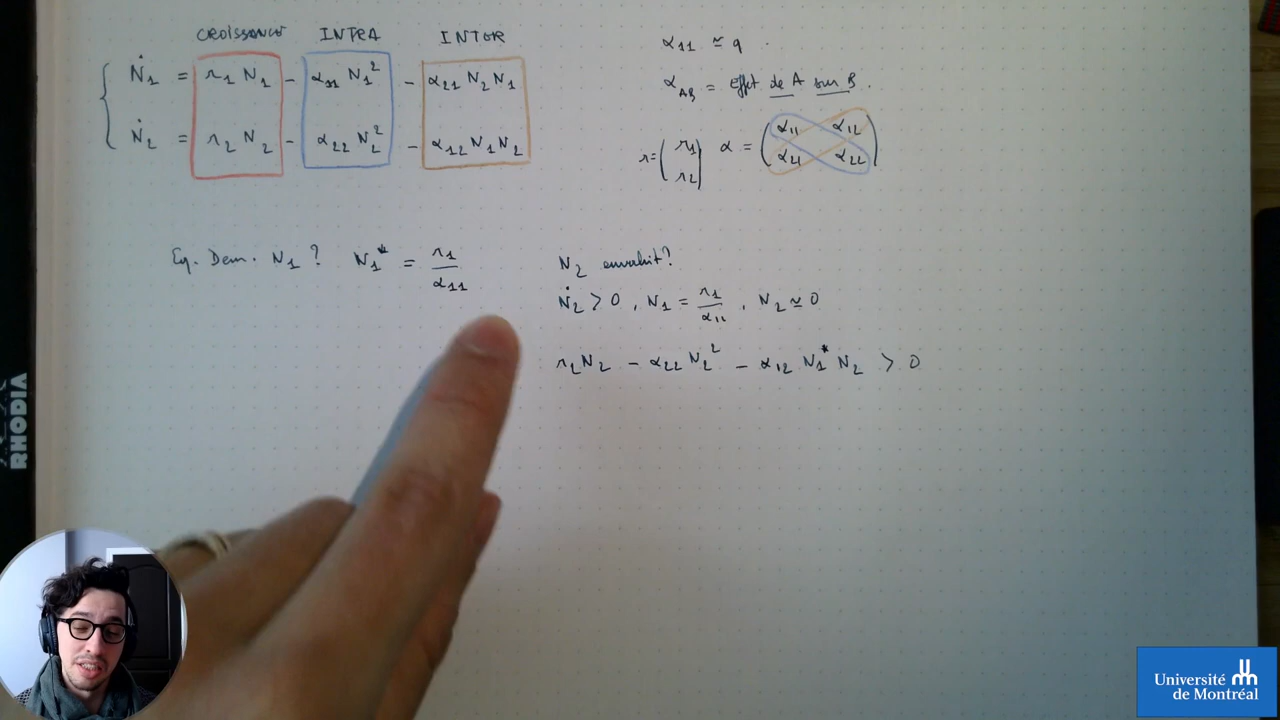 CROISSANCE INTRA INTER
Ṅ₁ = r₁ N₁ - α₁₁ N₁² - α₂₁ N₂ N₁
Ṅ₂ = r₂ N₂ - α₂₂ N₂² - α₁₂ N₁ N₂
α₁₁ ≃ q
α_AB = Effet de A sur B.
r = (r₁ r₂) α = (α₁₁ α₁₂
α₂₁ α₂₂)
Eq. Dem. N₁ ? N₁* = r₁/α₁₁
N₂ envahit?
Ṅ₂ > 0, N₁ = r₁/α₁₁, N₂ ≃ 0
r₂N₂ - α₂₂ N₂² - α₁₂ N₁* N₂ > 0
RHODIA
Université
de Montréal